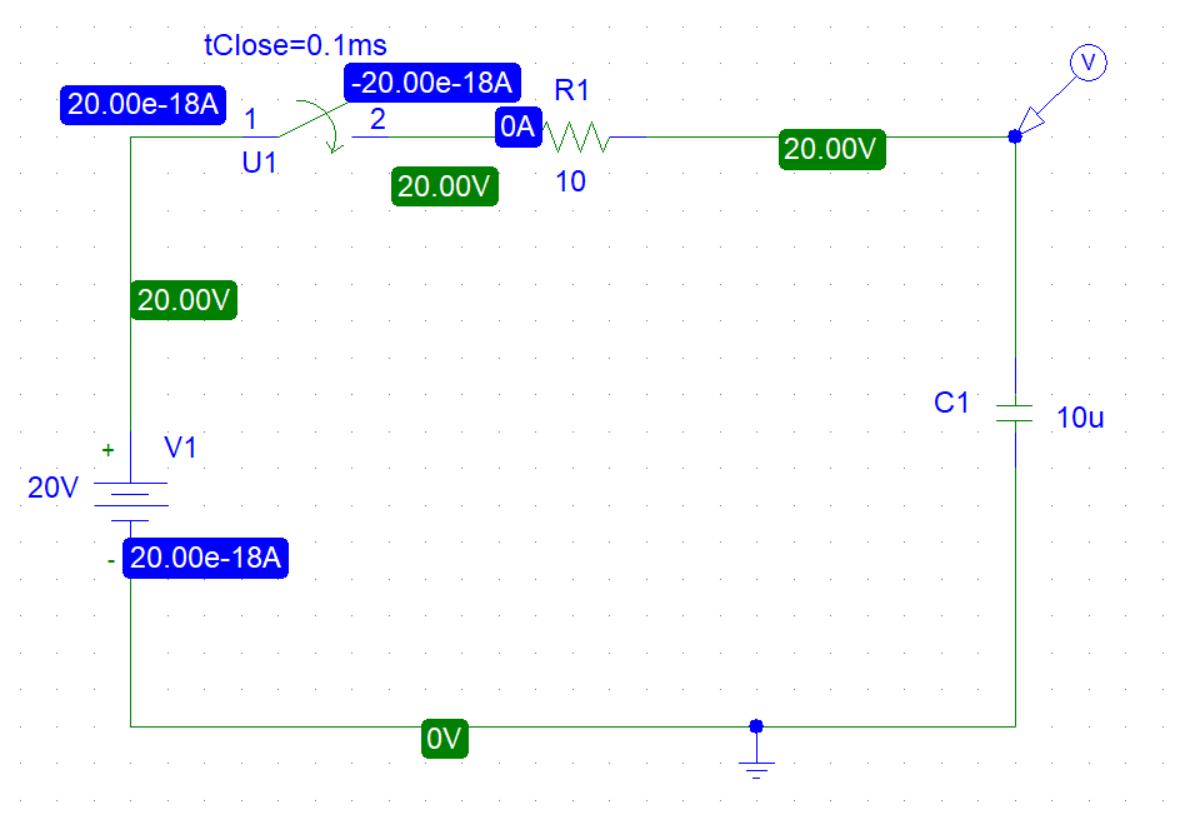 tClose=0.1ms
20.00e-18A
-20.00e-18A
R1
V
1
2
0A
U1
20.00V
10
20.00V
20.00V
C1
10u
+
V1
20V
-
20.00e-18A
0V